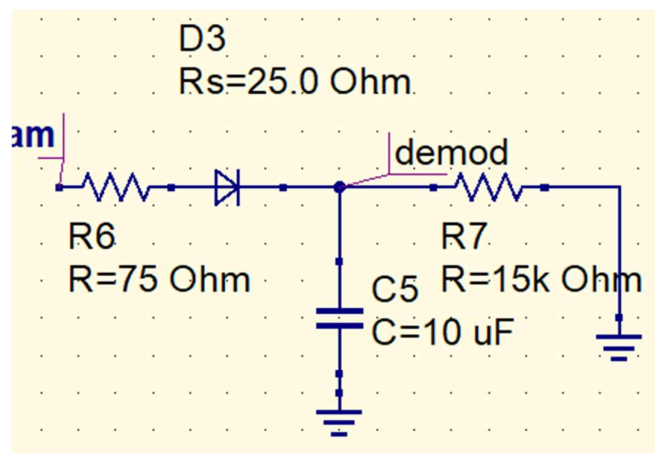 D3
Rs=25.0 Ohm
am
demod
R6
R=75 Ohm
R7
R=15k Ohm
C5
C=10 uF